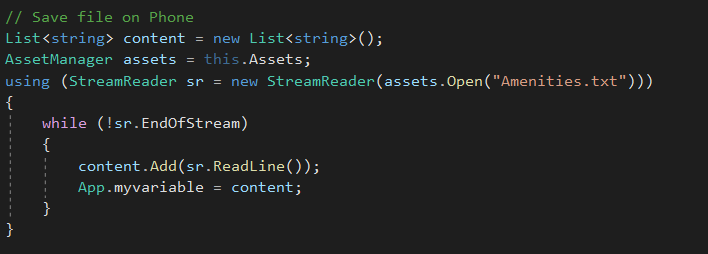 // Save file on Phone
List<string> content = new List<string>();
AssetManager assets = this.Assets;
using (StreamReader sr = new StreamReader(assets.Open("Amenities.txt")))
{
    while (!sr.EndOfStream)
    {
        content.Add(sr.ReadLine());
        App.myvariable = content;
    }
}